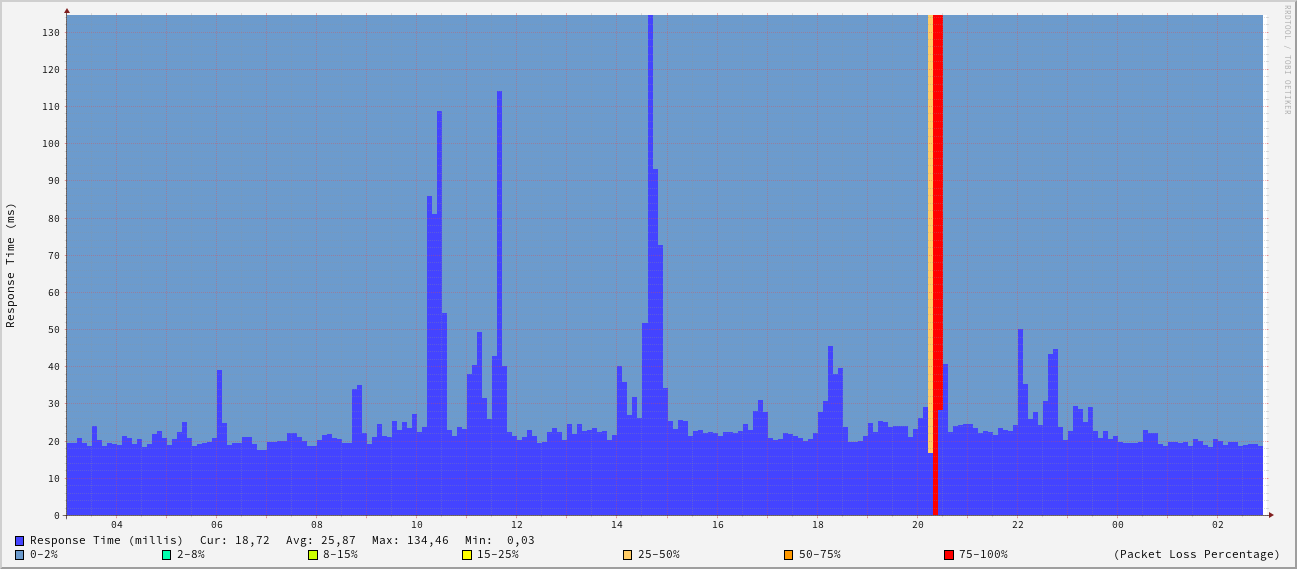 RRDTOOL / TOBI OETIKER
Response Time (ms)
130
120
110
100
90
80
70
60
50
40
30
20
10
0
04 06 08 10 12 14 16 18 20 22 00 02
Response Time (millis) Cur: 18,72 Avg: 25,87 Max: 134,46 Min: 0,03
0-2% 2-8% 8-15% 15-25% 25-50% 50-75% 75-100% (Packet Loss Percentage)